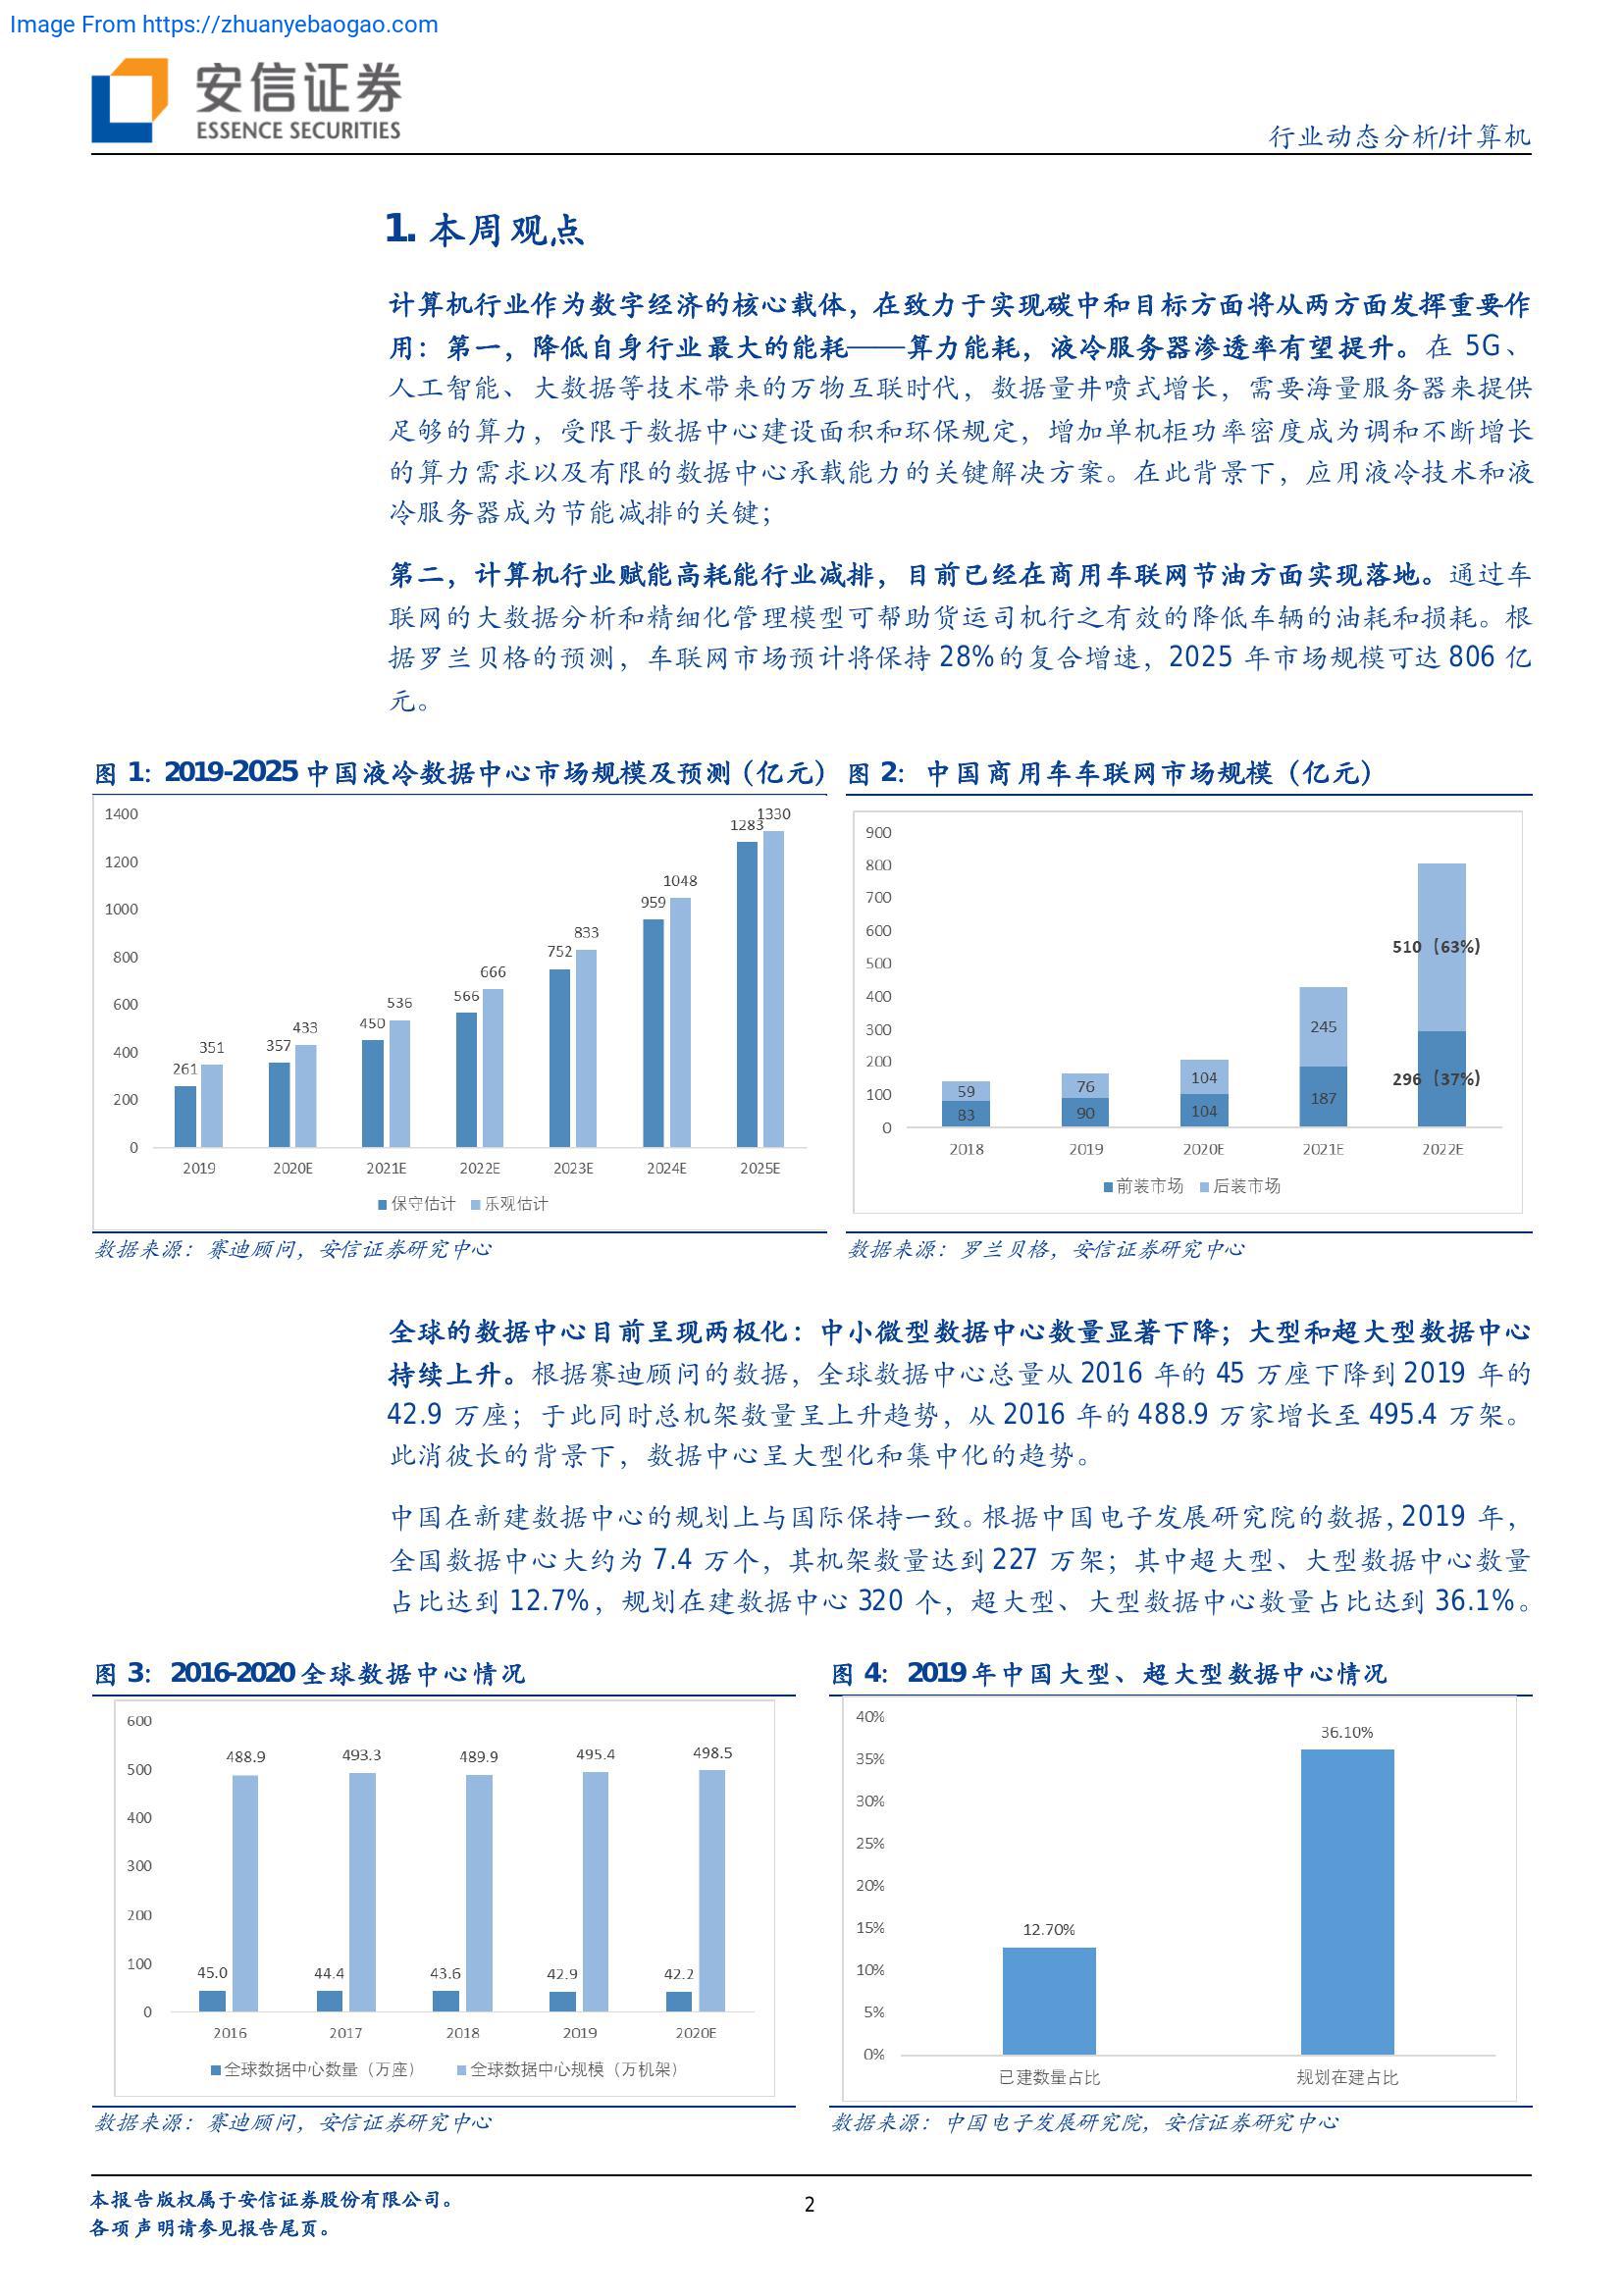 Image From https://zhuanyebaogao.com
安信证券
ESSENCE SECURITIES
行业动态分析/计算机
1. 本周观点
计算机行业作为数字经济的核心载体，在致力于实现碳中和目标方面将从两方面发挥重要作
用：第一，降低自身行业最大的能耗——算力能耗，液冷服务器渗透率有望提升。在 5G、
人工智能、大数据等技术带来的万物互联时代，数据量井喷式增长，需要海量服务器来提供
足够的算力，受限于数据中心建设面积和环保规定，增加单机柜功率密度成为调和不断增长
的算力需求以及有限的数据中心承载能力的关键解决方案。在此背景下，应用液冷技术和液
冷服务器成为节能减排的关键；
第二，计算机行业赋能高耗能行业减排，目前已经在商用车联网节油方面实现落地。通过车
联网的大数据分析和精细化管理模型可帮助货运司机行之有效的降低车辆的油耗和损耗。根
据罗兰贝格的预测，车联网市场预计将保持 28%的复合增速，2025 年市场规模可达 806 亿
元。
图 1：2019-2025 中国液冷数据中心市场规模及预测（亿元）
1400
1200
1000
800
600
400
200
0
261 351 357 433 450 536 566 666 752 833 959 1048 1283 1330
2019 2020E 2021E 2022E 2023E 2024E 2025E
保守估计 乐观估计
数据来源：赛迪顾问，安信证券研究中心
图 2：中国商用车车联网市场规模（亿元）
900
800
700
600
500
400
300
200
100
0
59 76 104 245 510（63%）
83 90 104 187 296（37%）
2018 2019 2020E 2021E 2022E
前装市场 后装市场
数据来源：罗兰贝格，安信证券研究中心
全球的数据中心目前呈现两极化：中小微型数据中心数量显著下降；大型和超大型数据中心
持续上升。根据赛迪顾问的数据，全球数据中心总量从 2016 年的 45 万座下降到 2019 年的
42.9 万座；于此同时总机架数量呈上升趋势，从 2016 年的 488.9 万家增长至 495.4 万架。
此消彼长的背景下，数据中心呈大型化和集中化的趋势。
中国在新建数据中心的规划上与国际保持一致。根据中国电子发展研究院的数据，2019 年，
全国数据中心大约为 7.4 万个，其机架数量达到 227 万架；其中超大型、大型数据中心数量
占比达到 12.7%，规划在建数据中心 320 个，超大型、大型数据中心数量占比达到 36.1%。
图 3：2016-2020 全球数据中心情况
600
500
400
300
200
100
0
488.9 493.3 489.9 495.4 498.5
45.0 44.4 43.6 42.9 42.2
2016 2017 2018 2019 2020E
全球数据中心数量（万座） 全球数据中心规模（万机架）
数据来源：赛迪顾问，安信证券研究中心
图 4：2019 年中国大型、超大型数据中心情况
40%
35%
30%
25%
20%
15%
10%
5%
0%
12.70% 36.10%
已建数量占比 规划在建占比
数据来源：中国电子发展研究院，安信证券研究中心
本报告版权属于安信证券股份有限公司。
各项声明请参见报告尾页。
2